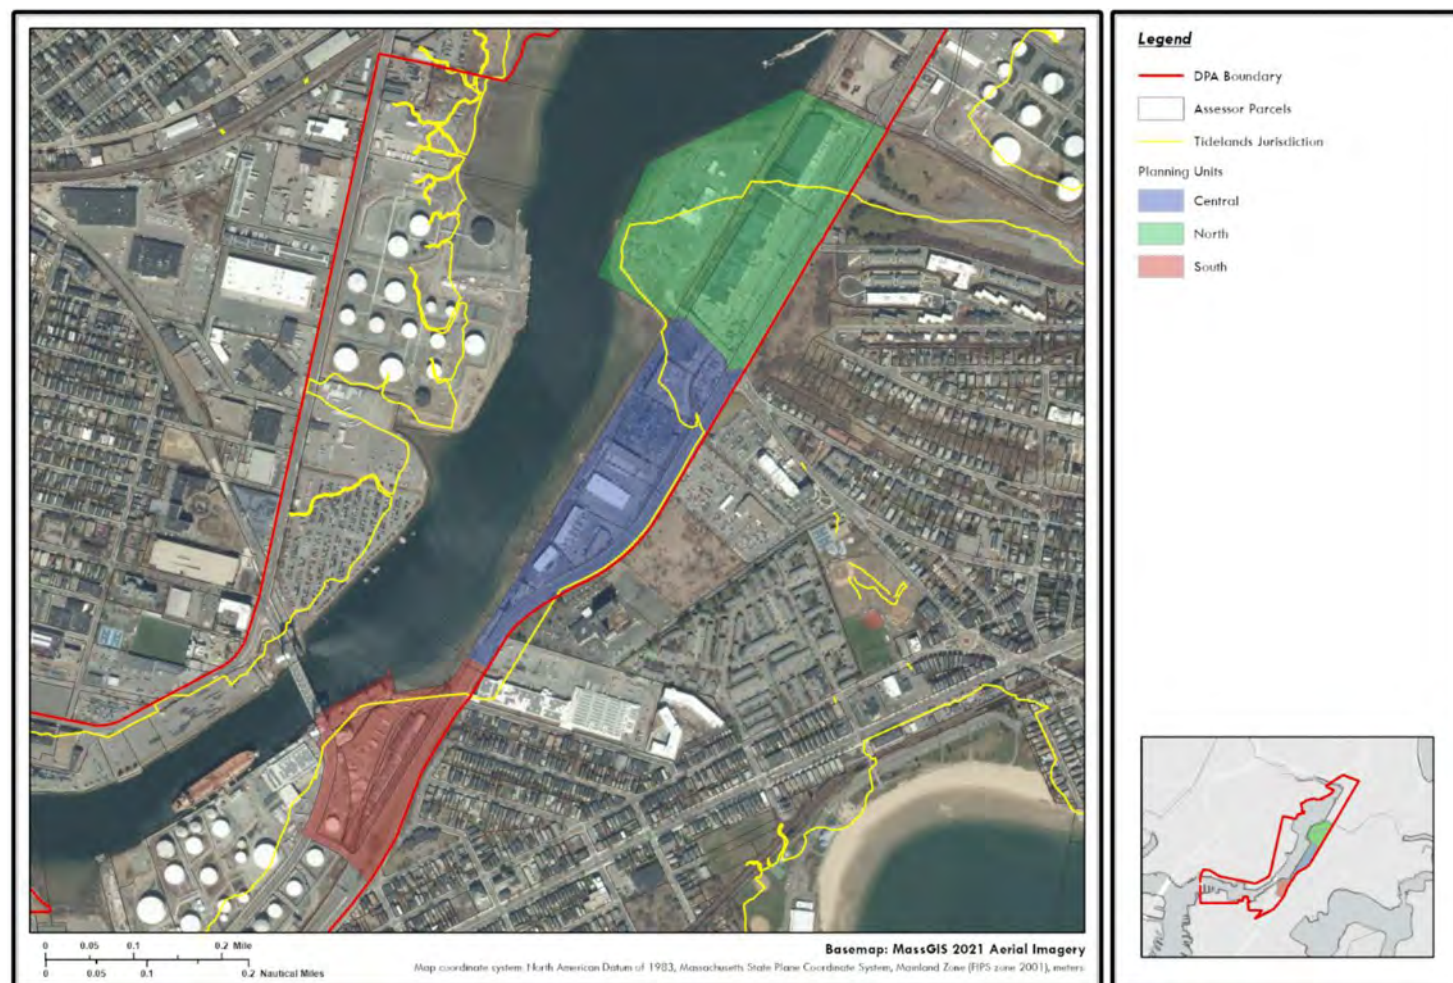 Legend
DPA Boundary
Assessor Parcels
Tidelands Jurisdiction
Planning Units
Central
North
South
0 0.05 0.1 0.2 Mile
0 0.05 0.1 0.2 Nautical Miles
Basemap: MassGIS 2021 Aerial Imagery
Map coordinate system: North American Datum of 1983, Massachusetts State Plane Coordinate System, Mainland Zone (FIPS zone 2001), meters